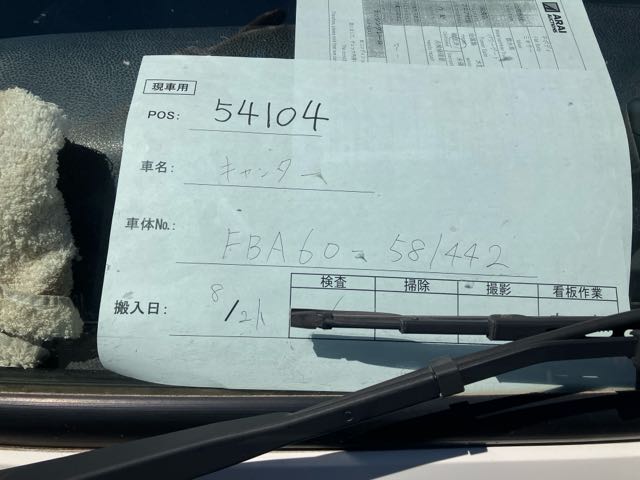 ARAI
現車用
POS: 54104
車名: キャンター
車体No.: FBA60-581442
検査 掃除 撮影 看板作業
搬入日: 8/21